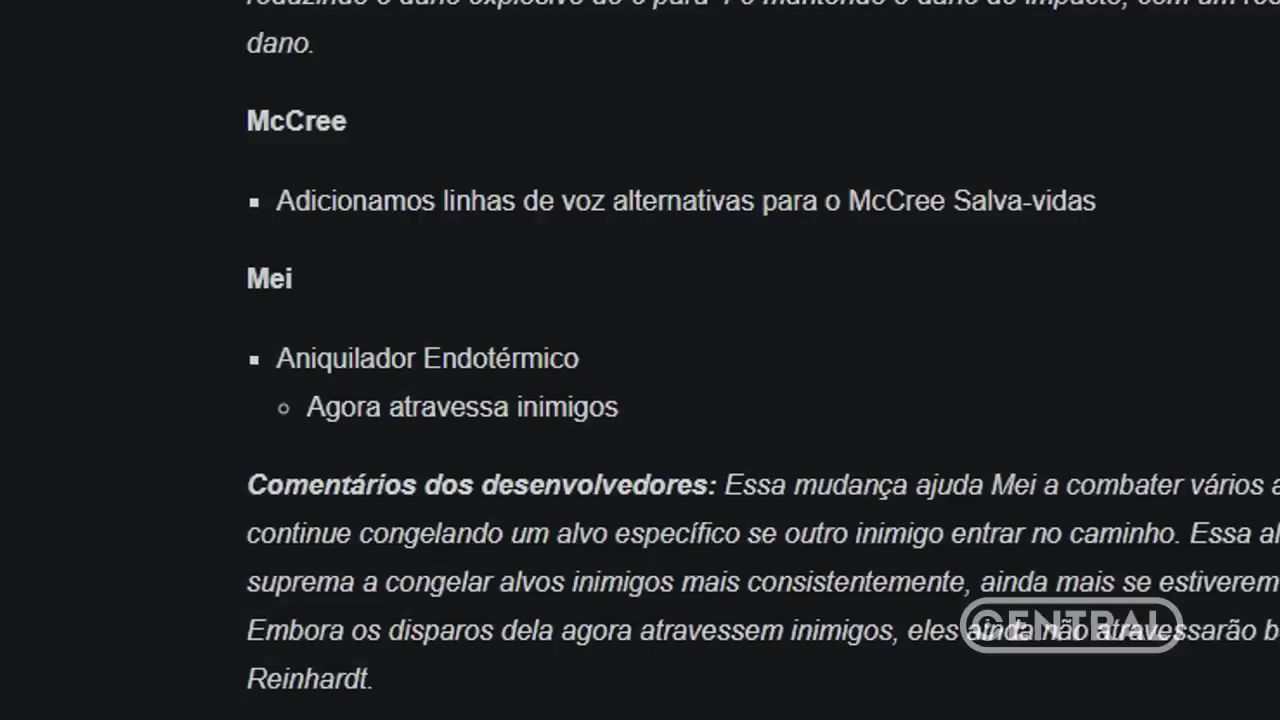 dano.
McCree
Adicionamos linhas de voz alternativas para o McCree Salva-vidas
Mei
Aniquilador Endotérmico
Agora atravessa inimigos
Comentários dos desenvolvedores: Essa mudança ajuda Mei a combater vários
continue congelando um alvo específico se outro inimigo entrar no caminho. Essa
suprema a congelar alvos inimigos mais consistentemente, ainda mais se estiverem
Embora os disparos dela agora atravessem inimigos, eles ainda não atravessarão
CENTRAL
Reinhardt.